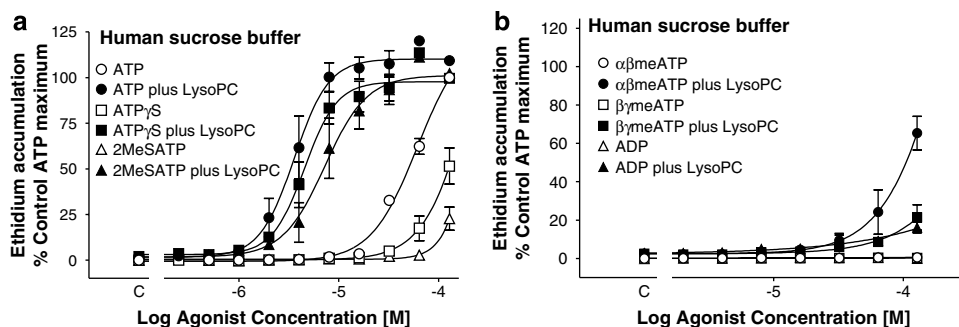 a
Human sucrose buffer
Ethidium accumulation
% Control ATP maximum
125
100
75
50
25
0
ATP
ATP plus LysoPC
ATPγS
ATPγS plus LysoPC
2MeSATP
2MeSATP plus LysoPC
C
-6
-5
-4
Log Agonist Concentration [M]
b
Human sucrose buffer
Ethidium accumulation
% Control ATP maximum
120
100
80
60
40
20
0
αβmeATP
αβmeATP plus LysoPC
βγmeATP
βγmeATP plus LysoPC
ADP
ADP plus LysoPC
C
-5
-4
Log Agonist Concentration [M]